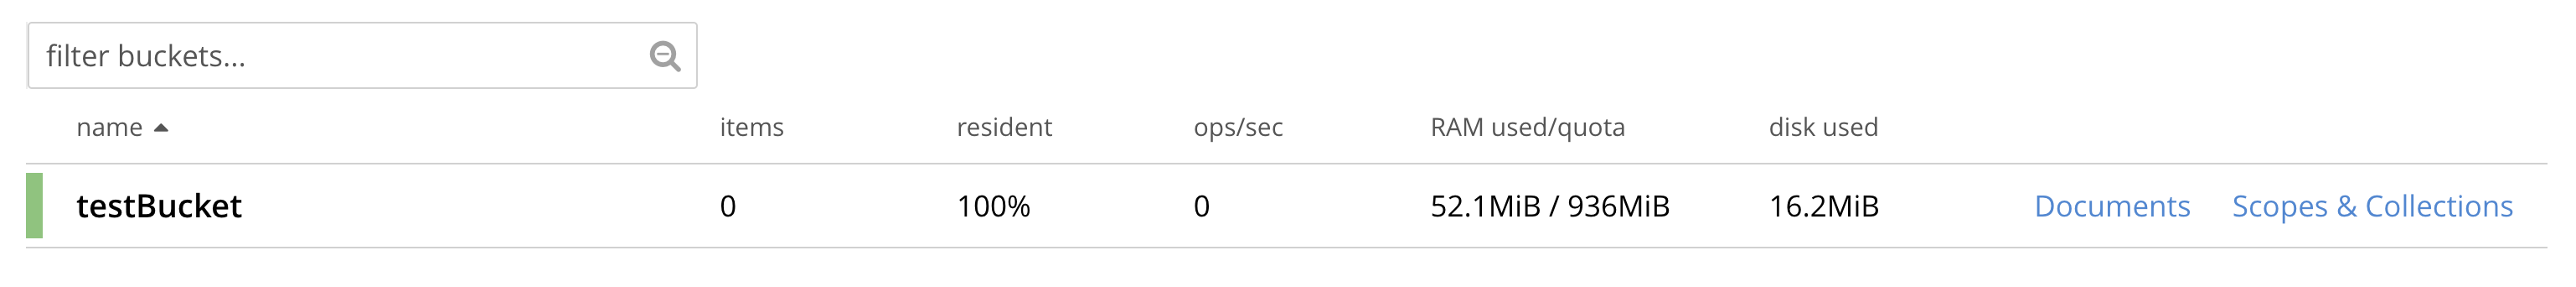 filter buckets...
name items resident ops/sec RAM used/quota disk used
testBucket 0 100% 0 52.1MiB / 936MiB 16.2MiB Documents Scopes & Collections